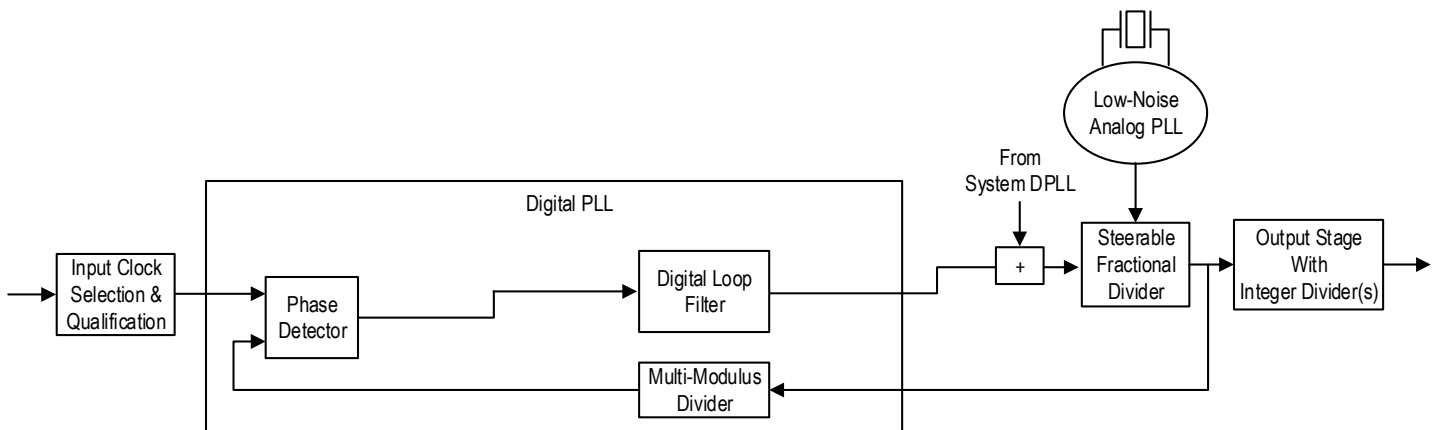 Low-Noise
Analog PLL
From
System DPLL
Digital PLL
Input Clock
Selection &
Qualification
Phase
Detector
Digital Loop
Filter
+
Steerable
Fractional
Divider
Output Stage
With
Integer Divider(s)
Multi-Modulus
Divider